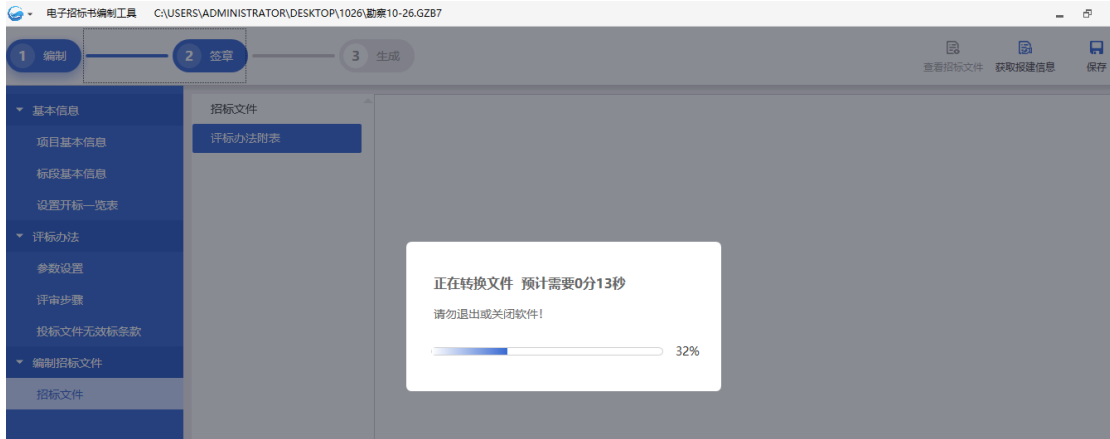 电子招标书编制工具 C:\USERS\ADMINISTRATOR\DESKTOP\1026\勘察10-26.GZB7
1 编制 2 签章 3 生成
查看招标文件 获取报建信息 保存
基本信息
项目基本信息
标段基本信息
设置开标一览表
评标办法
参数设置
评审步骤
投标文件无效标条款
编制招标文件
招标文件
招标文件
评标办法附表
正在转换文件 预计需要0分13秒
请勿退出或关闭软件!
32%